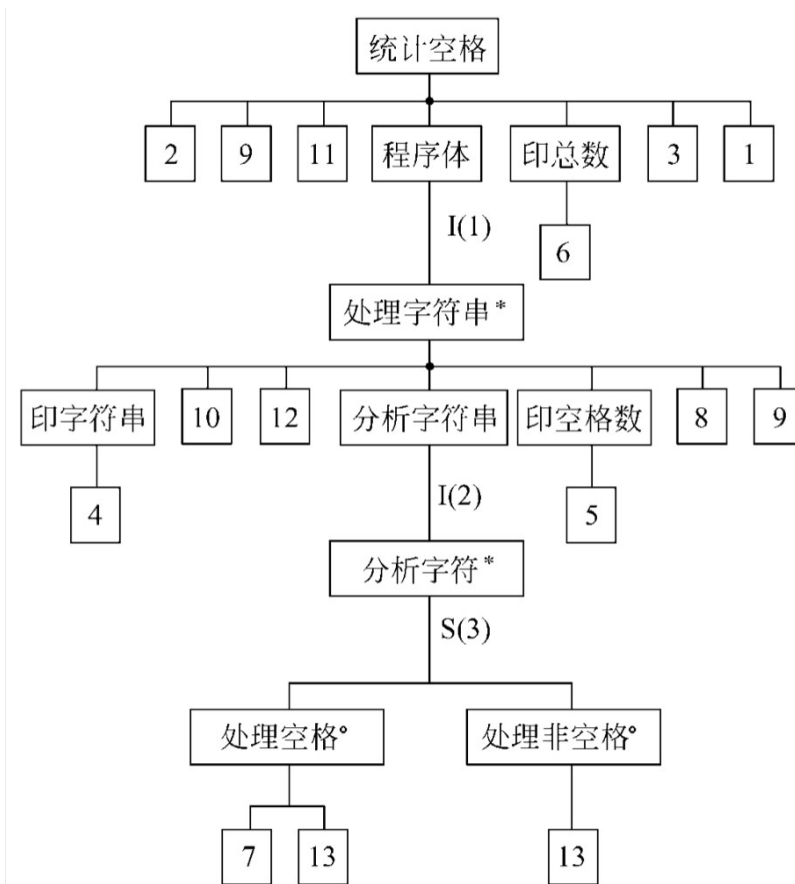 统计空格
2
9
11
程序体
印总数
3
1
I(1)
6
处理字符串*
印字符串
10
12
分析字符串
印空格数
8
9
4
I(2)
5
分析字符*
S(3)
处理空格°
处理非空格°
7
13
13